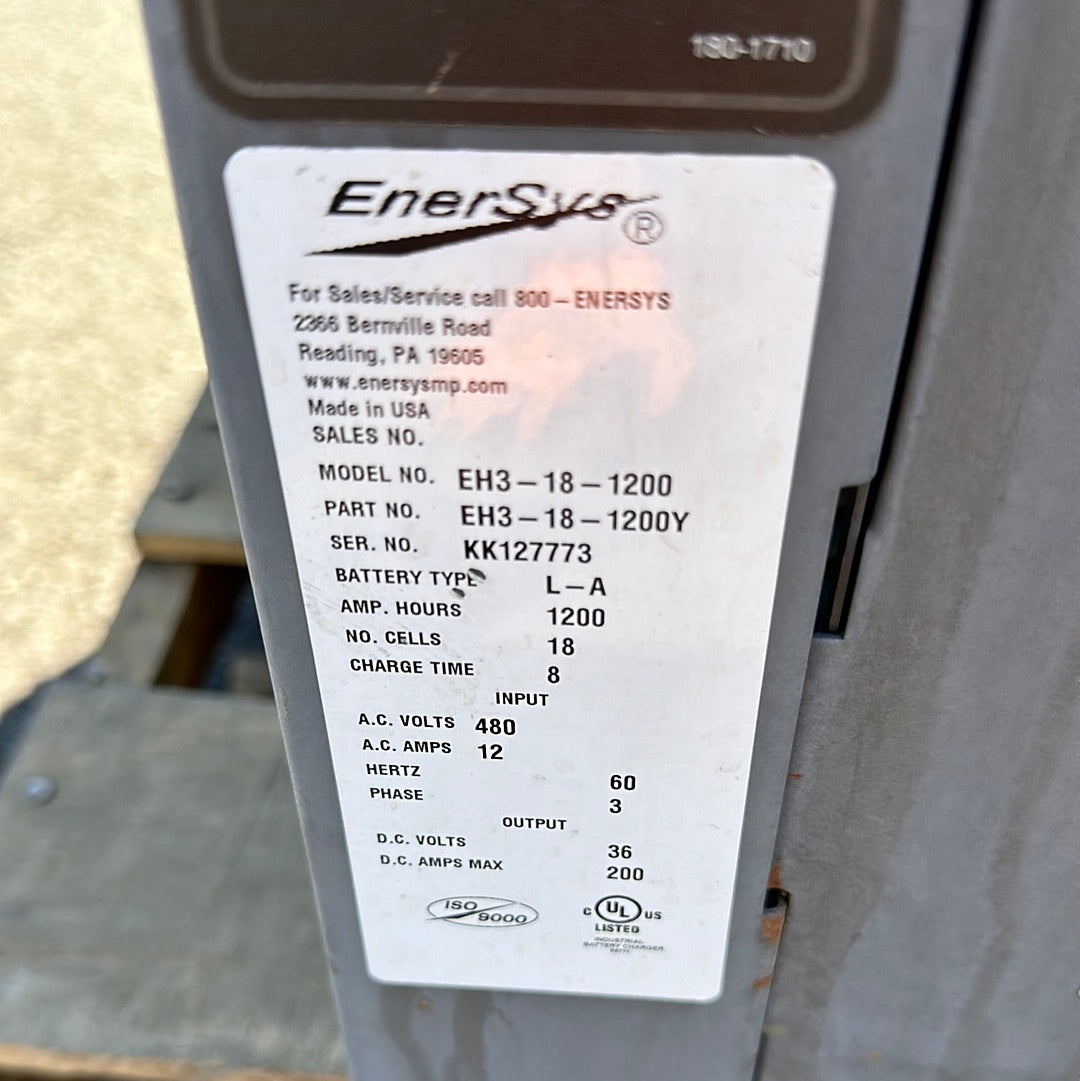 180-1710
EnerSys®
For Sales/Service call 800 – ENERSYS
2366 Bernville Road
Reading, PA 19605
www.enersysmp.com
Made in USA
SALES NO.
MODEL NO. EH3 – 18 – 1200
PART NO. EH3 – 18 – 1200Y
SER. NO. KK127773
BATTERY TYPE L – A
AMP. HOURS 1200
NO. CELLS 18
CHARGE TIME 8
INPUT
A.C. VOLTS 480
A.C. AMPS 12
HERTZ 60
PHASE 3
OUTPUT
D.C. VOLTS 36
D.C. AMPS MAX 200
ISO 9000
C UL US
LISTED
INDUSTRIAL
BATTERY CHARGER